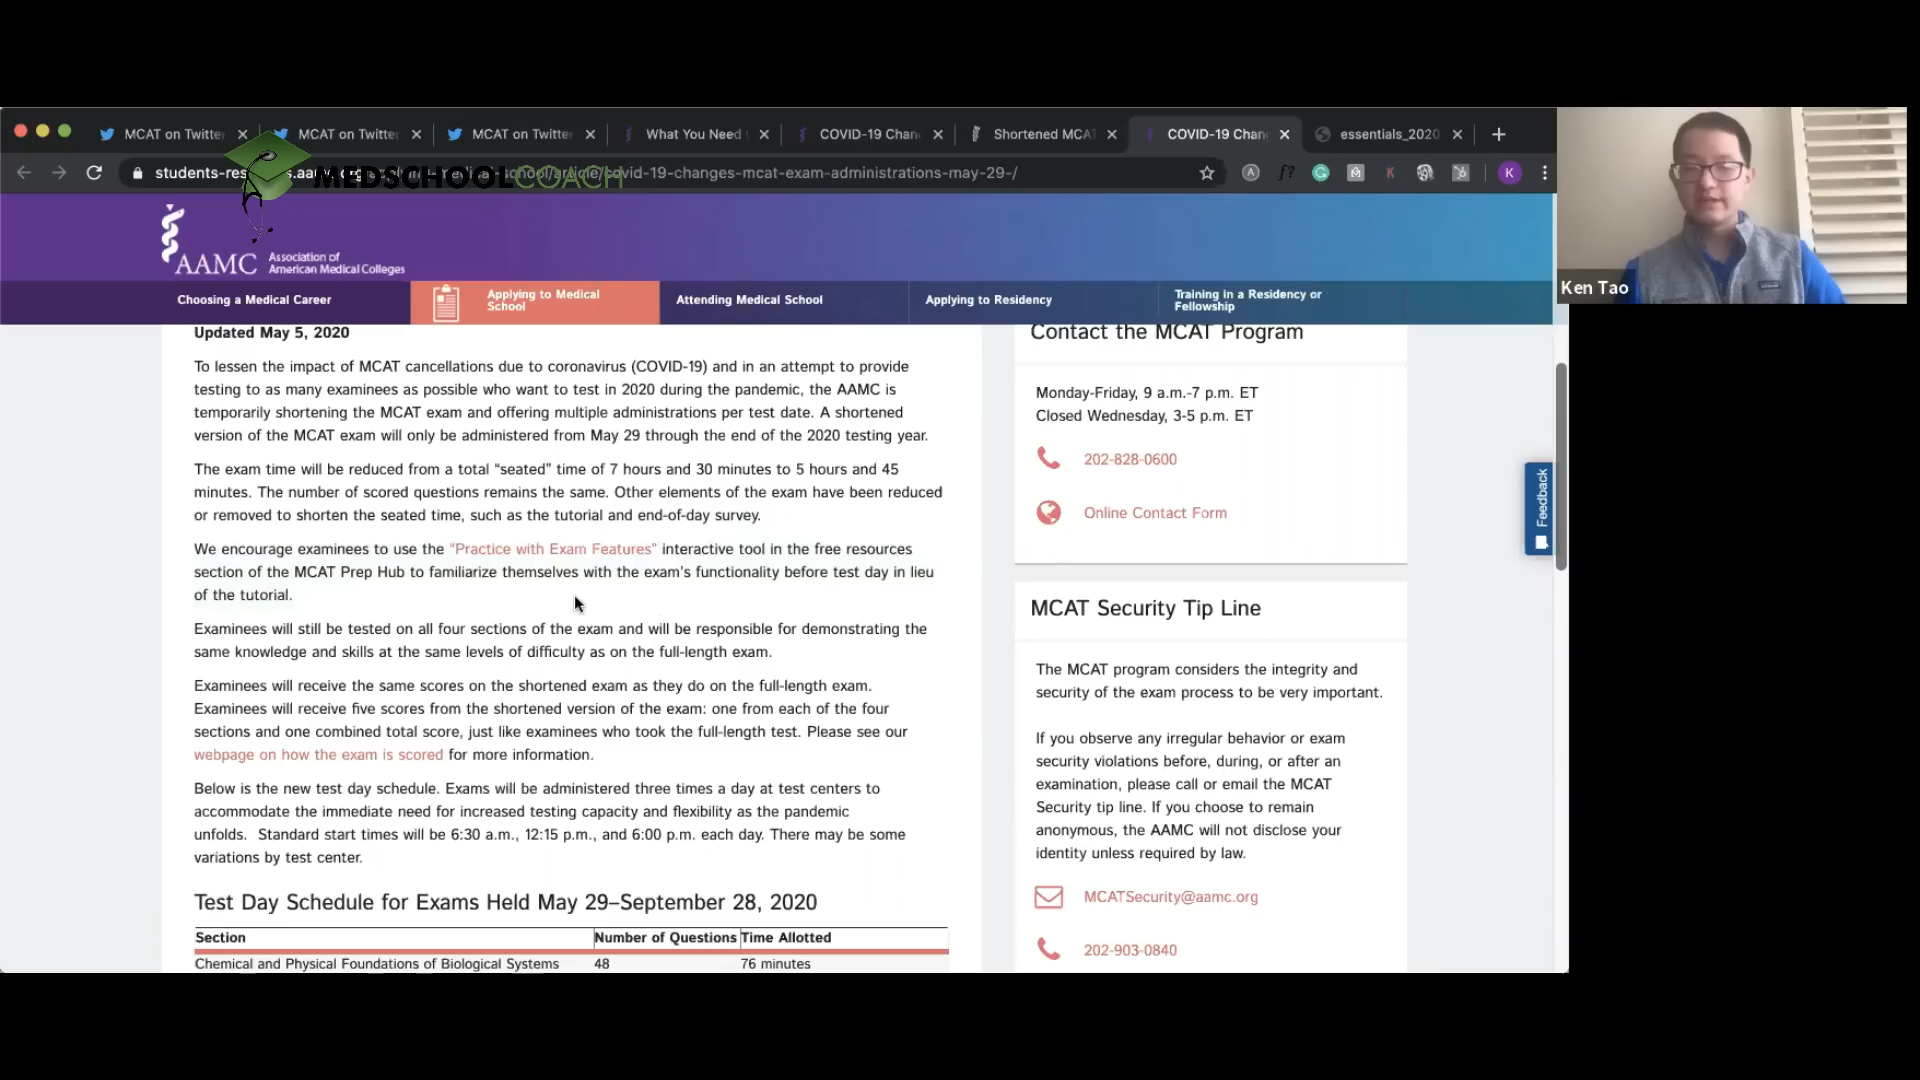 MCAT on Twitte
MCAT on Twitte
MCAT on Twitte
What You Need
COVID-19 Chan
Shortened MCA
COVID-19 Chan
essentials_2020
MEDSCHOOLCOACH
covid-19-changes-mcat-exam-administrations-may-29-/
K
AAMC
Association of
American Medical Colleges
Choosing a Medical Career
Applying to Medical
School
Attending Medical School
Applying to Residency
Training in a Residency or
Fellowship
Ken Tao
Updated May 5, 2020
To lessen the impact of MCAT cancellations due to coronavirus (COVID-19) and in an attempt to provide
testing to as many examinees as possible who want to test in 2020 during the pandemic, the AAMC is
temporarily shortening the MCAT exam and offering multiple administrations per test date. A shortened
version of the MCAT exam will only be administered from May 29 through the end of the 2020 testing year.
The exam time will be reduced from a total “seated” time of 7 hours and 30 minutes to 5 hours and 45
minutes. The number of scored questions remains the same. Other elements of the exam have been reduced
or removed to shorten the seated time, such as the tutorial and end-of-day survey.
We encourage examinees to use the “Practice with Exam Features” interactive tool in the free resources
section of the MCAT Prep Hub to familiarize themselves with the exam’s functionality before test day in lieu
of the tutorial.
Examinees will still be tested on all four sections of the exam and will be responsible for demonstrating the
same knowledge and skills at the same levels of difficulty as on the full-length exam.
Examinees will receive the same scores on the shortened exam as they do on the full-length exam.
Examinees will receive five scores from the shortened version of the exam: one from each of the four
sections and one combined total score, just like examinees who took the full-length test. Please see our
webpage on how the exam is scored for more information.
Below is the new test day schedule. Exams will be administered three times a day at test centers to
accommodate the immediate need for increased testing capacity and flexibility as the pandemic
unfolds. Standard start times will be 6:30 a.m., 12:15 p.m., and 6:00 p.m. each day. There may be some
variations by test center.
Test Day Schedule for Exams Held May 29–September 28, 2020
Section Number of Questions Time Allotted
Chemical and Physical Foundations of Biological Systems 48 76 minutes
Contact the MCAT Program
Monday-Friday, 9 a.m.-7 p.m. ET
Closed Wednesday, 3-5 p.m. ET
202-828-0600
Online Contact Form
MCAT Security Tip Line
The MCAT program considers the integrity and
security of the exam process to be very important.
If you observe any irregular behavior or exam
security violations before, during, or after an
examination, please call or email the MCAT
Security tip line. If you choose to remain
anonymous, the AAMC will not disclose your
identity unless required by law.
MCATSecurity@aamc.org
202-903-0840
Feedback